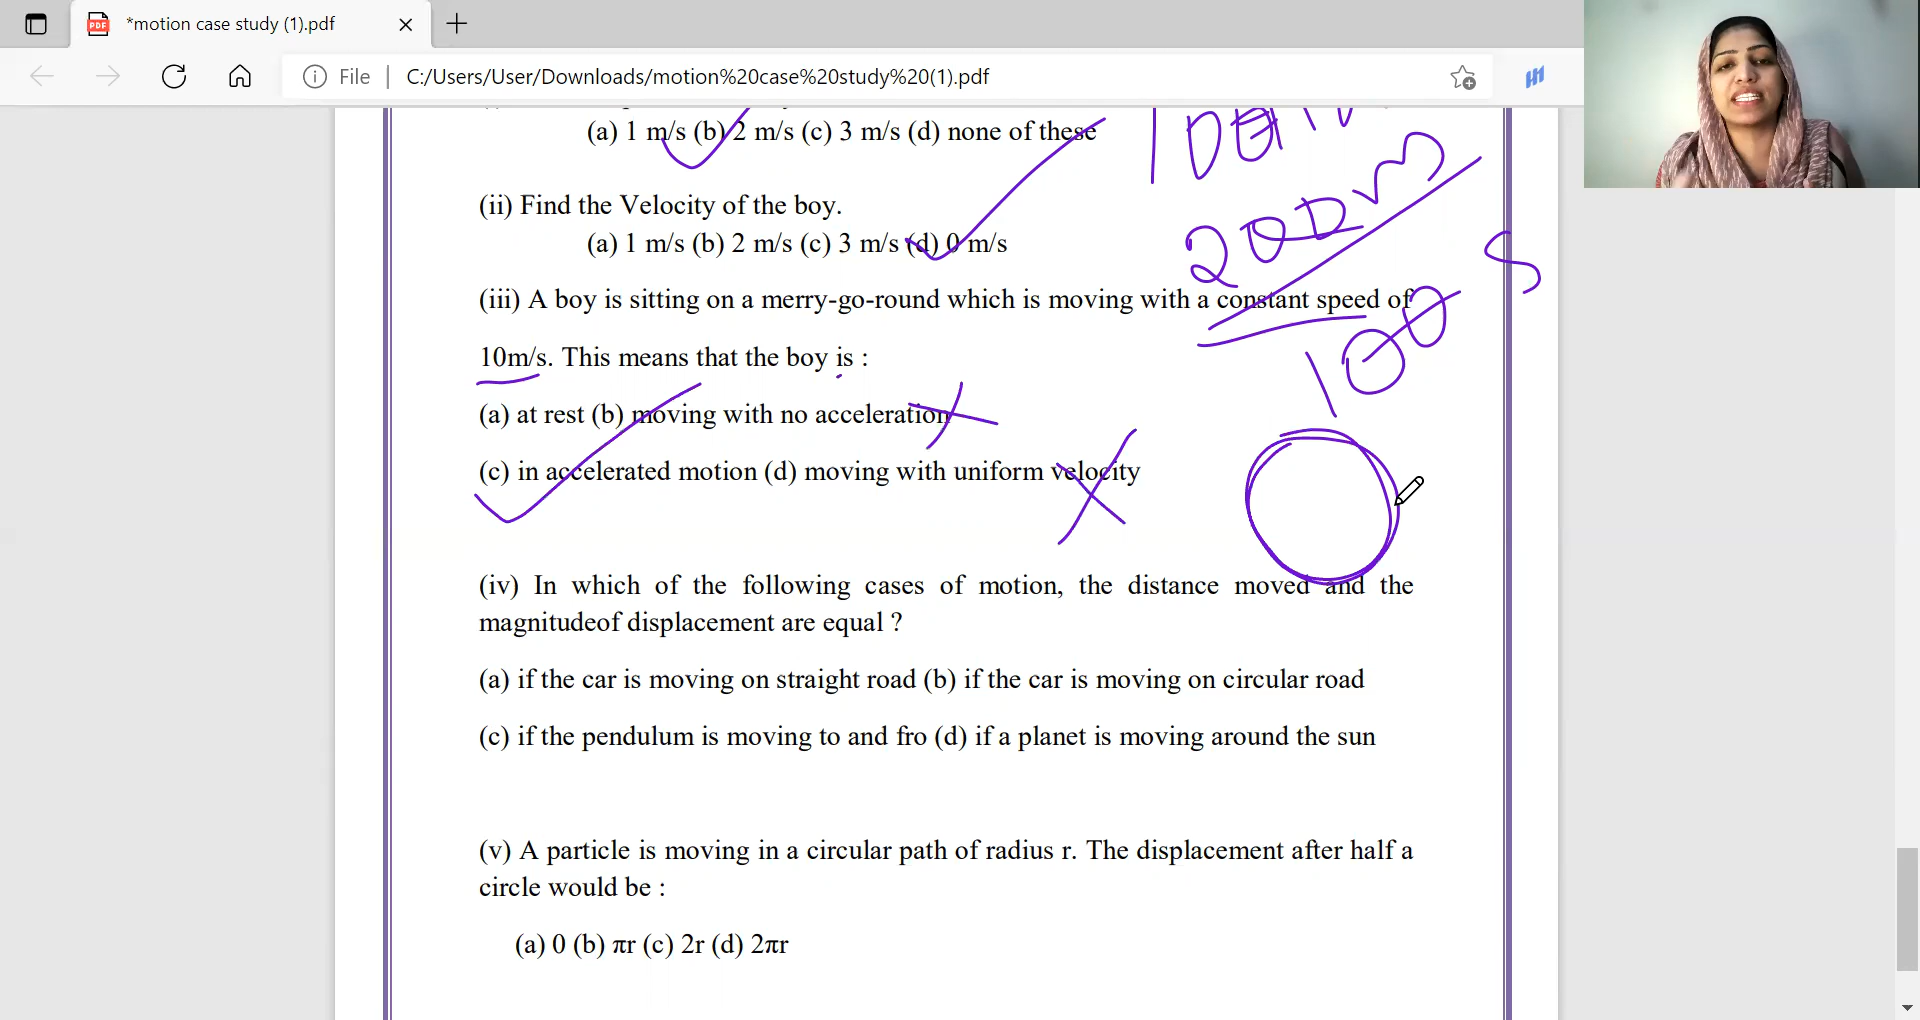 *motion case study (1).pdf
File
C:/Users/User/Downloads/motion%20case%20study%20(1).pdf
(a) 1 m/s (b) 2 m/s (c) 3 m/s (d) none of these
(ii) Find the Velocity of the boy.
(a) 1 m/s (b) 2 m/s (c) 3 m/s (d) 0 m/s
200 m
100 s
(iii) A boy is sitting on a merry-go-round which is moving with a constant speed of
10m/s. This means that the boy is :
(a) at rest (b) moving with no acceleration
(c) in accelerated motion (d) moving with uniform velocity
(iv) In which of the following cases of motion, the distance moved and the
magnitudeof displacement are equal ?
(a) if the car is moving on straight road (b) if the car is moving on circular road
(c) if the pendulum is moving to and fro (d) if a planet is moving around the sun
(v) A particle is moving in a circular path of radius r. The displacement after half a
circle would be :
(a) 0 (b) πr (c) 2r (d) 2πr